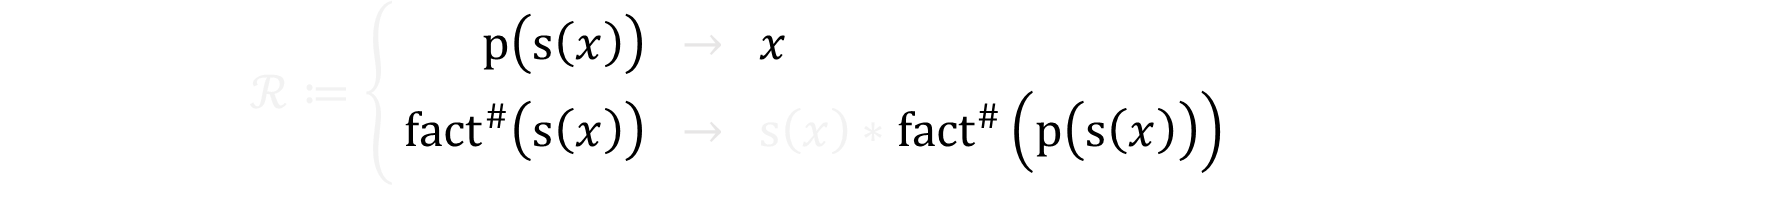 p(s(x)) → x
ℛ ≔ {
fact#(s(x)) → s(x) ∗ fact#(p(s(x)))